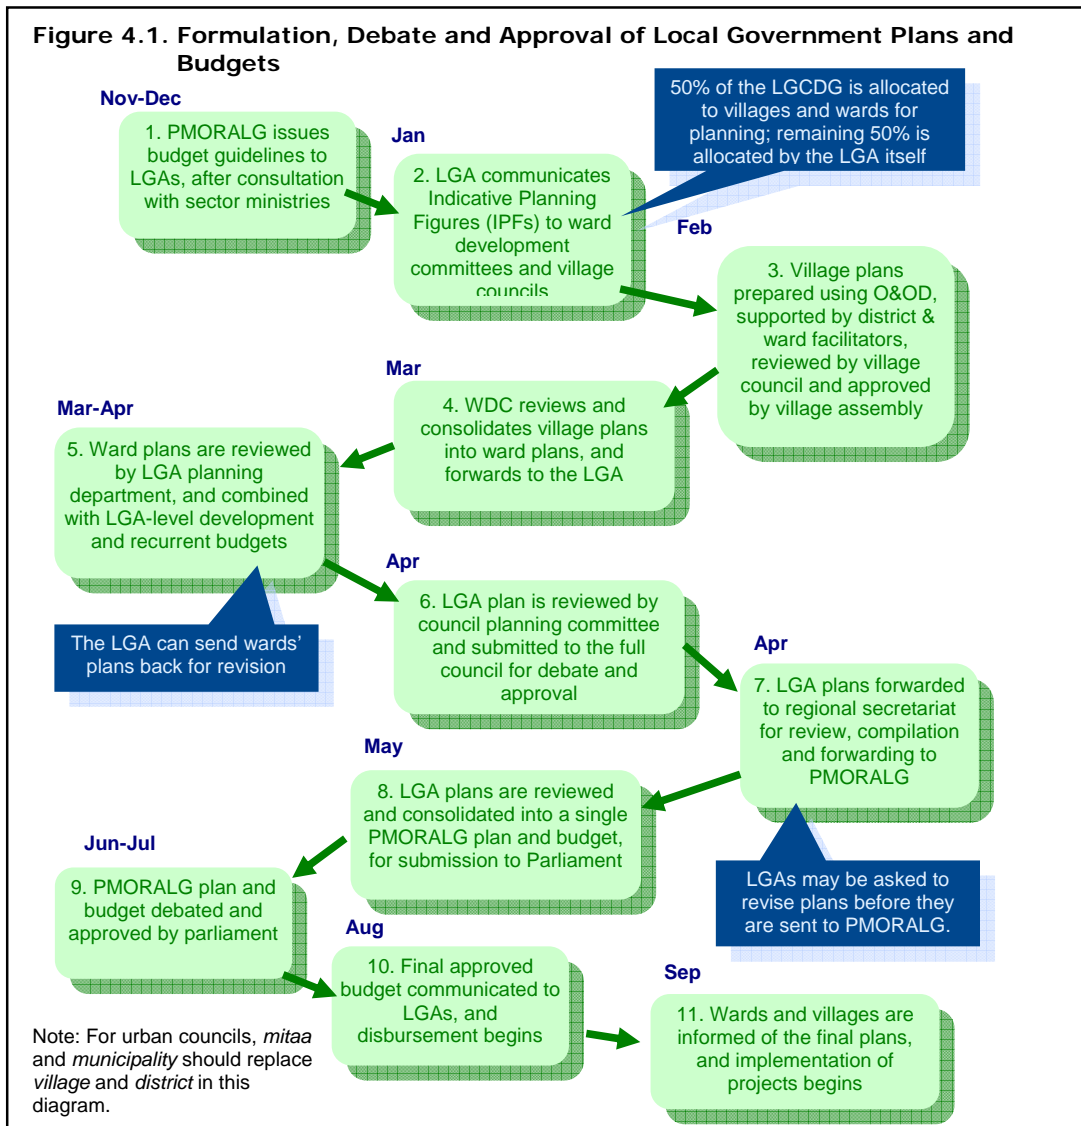 Figure 4.1. Formulation, Debate and Approval of Local Government Plans and
Budgets
Nov-Dec
1. PMORALG issues
budget guidelines to
LGAs, after consultation
with sector ministries
50% of the LGCDG is allocated
to villages and wards for
planning; remaining 50% is
allocated by the LGA itself
Jan
2. LGA communicates
Indicative Planning
Figures (IPFs) to ward
development
committees and village
councils
Feb
3. Village plans
prepared using O&OD,
supported by district &
ward facilitators,
reviewed by village
council and approved
by village assembly
Mar
4. WDC reviews and
consolidates village plans
into ward plans, and
forwards to the LGA
Mar-Apr
5. Ward plans are reviewed
by LGA planning
department, and combined
with LGA-level development
and recurrent budgets
The LGA can send wards'
plans back for revision
Apr
6. LGA plan is reviewed by
council planning committee
and submitted to the full
council for debate and
approval
Apr
7. LGA plans forwarded
to regional secretariat
for review, compilation
and forwarding to
PMORALG
LGAs may be asked to
revise plans before they
are sent to PMORALG.
May
8. LGA plans are reviewed
and consolidated into a single
PMORALG plan and budget,
for submission to Parliament
Jun-Jul
9. PMORALG plan and
budget debated and
approved by parliament
Aug
10. Final approved
budget communicated to
LGAs, and
disbursement begins
Sep
11. Wards and villages are
informed of the final plans,
and implementation of
projects begins
Note: For urban councils, mitaa
and municipality should replace
village and district in this
diagram.